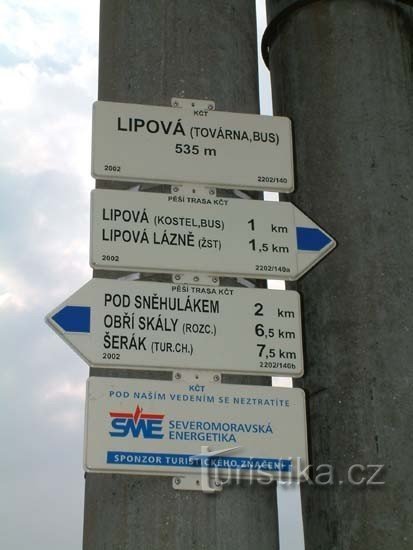 KČT
LIPOVÁ (TOVÁRNA,BUS)
535 m
2002 2202/140
PĚŠÍ TRASA KČT
LIPOVÁ (KOSTEL,BUS) 1 km
LIPOVÁ LÁZNĚ (ŽST) 1,5 km
2002 2202/140a
PĚŠÍ TRASA KČT
POD SNĚHULÁKEM 2 km
OBŘÍ SKÁLY (ROZC.) 6,5 km
ŠERÁK (TUR.CH.) 7,5 km
2002 2202/140b
KČT
POD NAŠÍM VEDENÍM SE NEZTRATÍTE
SME SEVEROMORAVSKÁ
ENERGETIKA
SPONZOR TURISTICKÉHO ZNAČENÍ
Turistika.cz